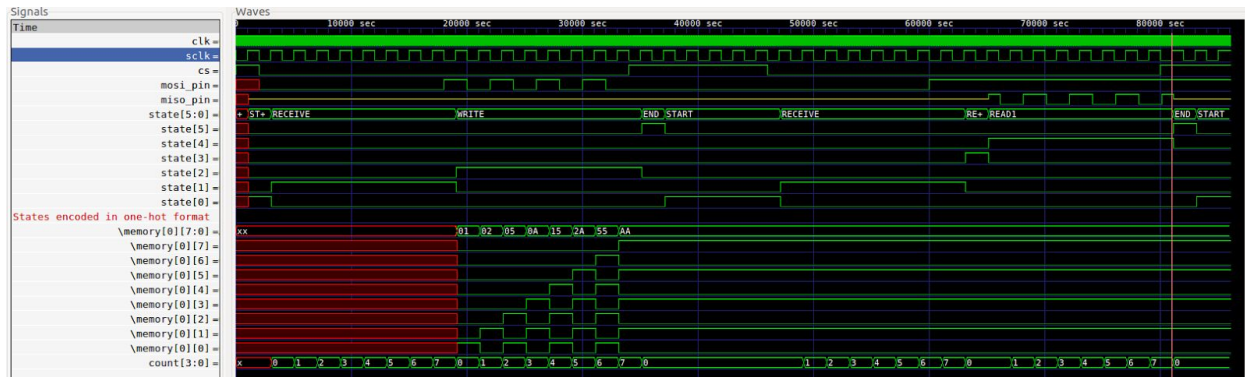 Signals
Waves
Time
0 10000 sec 20000 sec 30000 sec 40000 sec 50000 sec 60000 sec 70000 sec 80000 sec
clk=
sclk=
cs=
mosi_pin=
miso_pin=
state[5:0]= + ST+ RECEIVE WRITE END START RECEIVE RE+ READ1 END START
state[5]=
state[4]=
state[3]=
state[2]=
state[1]=
state[0]=
States encoded in one-hot format
\memory[0][7:0]= xx 01 02 05 0A 15 2A 55 AA
\memory[0][7]=
\memory[0][6]=
\memory[0][5]=
\memory[0][4]=
\memory[0][3]=
\memory[0][2]=
\memory[0][1]=
\memory[0][0]=
count[3:0]= x 0 1 2 3 4 5 6 7 0 1 2 3 4 5 6 7 0 1 2 3 4 5 6 7 0 1 2 3 4 5 6 7 0